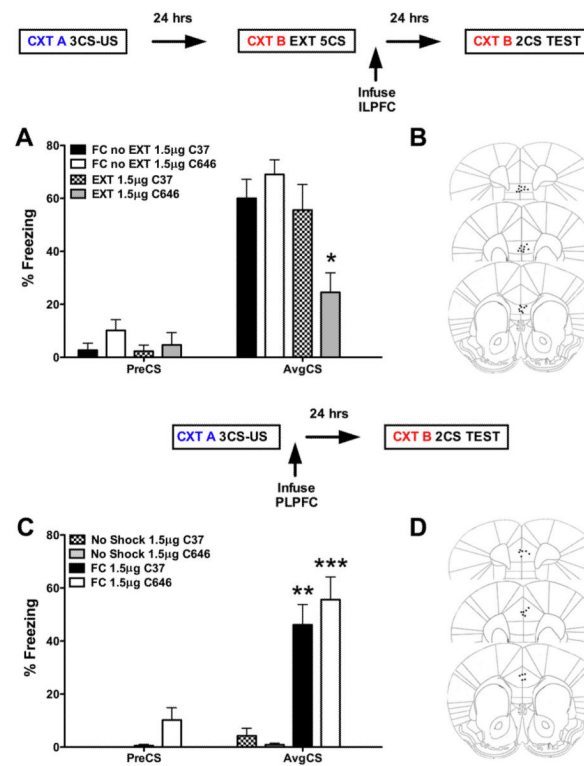 24 hrs
24 hrs
CXT A 3CS-US
CXT B EXT 5CS
CXT B 2CS TEST
Infuse
ILPFC
A
B
FC no EXT 1.5µg C37
FC no EXT 1.5µg C646
EXT 1.5µg C37
EXT 1.5µg C646
80
60
40
20
0
% Freezing
*
PreCS
AvgCS
24 hrs
CXT A 3CS-US
CXT B 2CS TEST
Infuse
PLPFC
C
D
No Shock 1.5µg C37
No Shock 1.5µg C646
FC 1.5µg C37
FC 1.5µg C646
80
60
40
20
0
% Freezing
**
***
PreCS
AvgCS